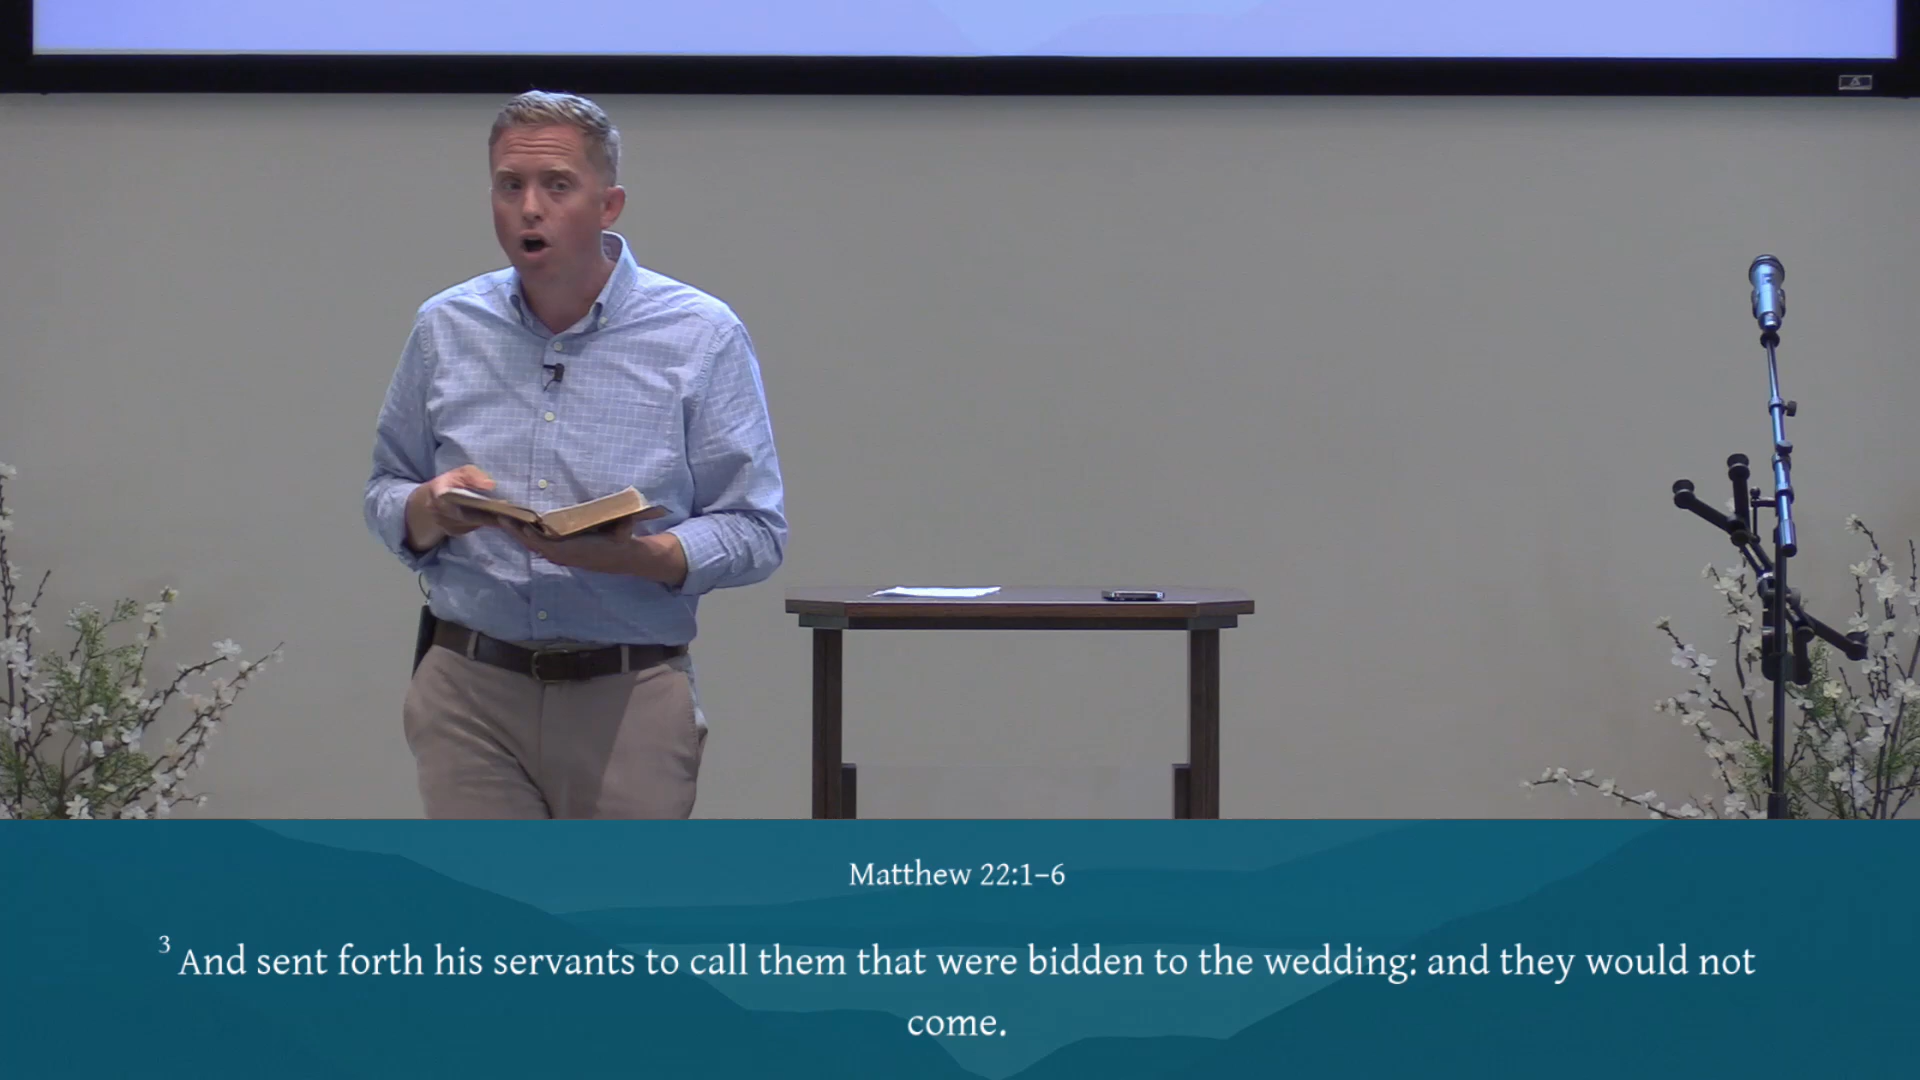 Matthew 22:1–6
3 And sent forth his servants to call them that were bidden to the wedding: and they would not
come.